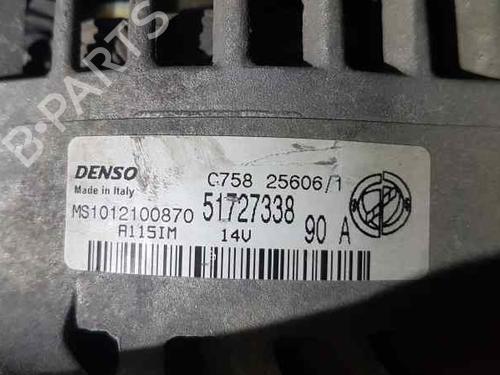 B-PARTS
DENSO
Made in Italy
C758 25606/1
MS1012100870 51727338
A115IM 14V 90 A